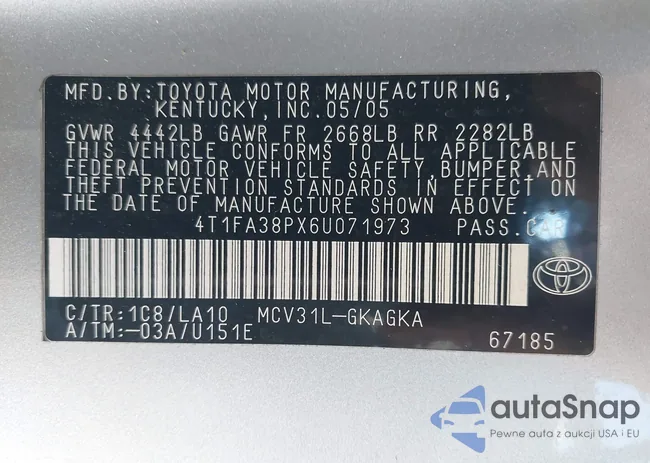 MFD.BY:TOYOTA MOTOR MANUFACTURING,
KENTUCKY,INC.05/05
GVWR 4442LB GAWR FR 2668LB RR 2282LB
THIS VEHICLE CONFORMS TO ALL APPLICABLE
FEDERAL MOTOR VEHICLE SAFETY,BUMPER,AND
THEFT PREVENTION STANDARDS IN EFFECT ON
THE DATE OF MANUFACTURE SHOWN ABOVE.
4T1FA38PX6U071973 PASS.CAR
C/TR:1C8/LA10 MCV31L-GKAGKA
A/TM:-03A/U151E
67185
autaSnap
Pewne auta z aukcji USA i EU